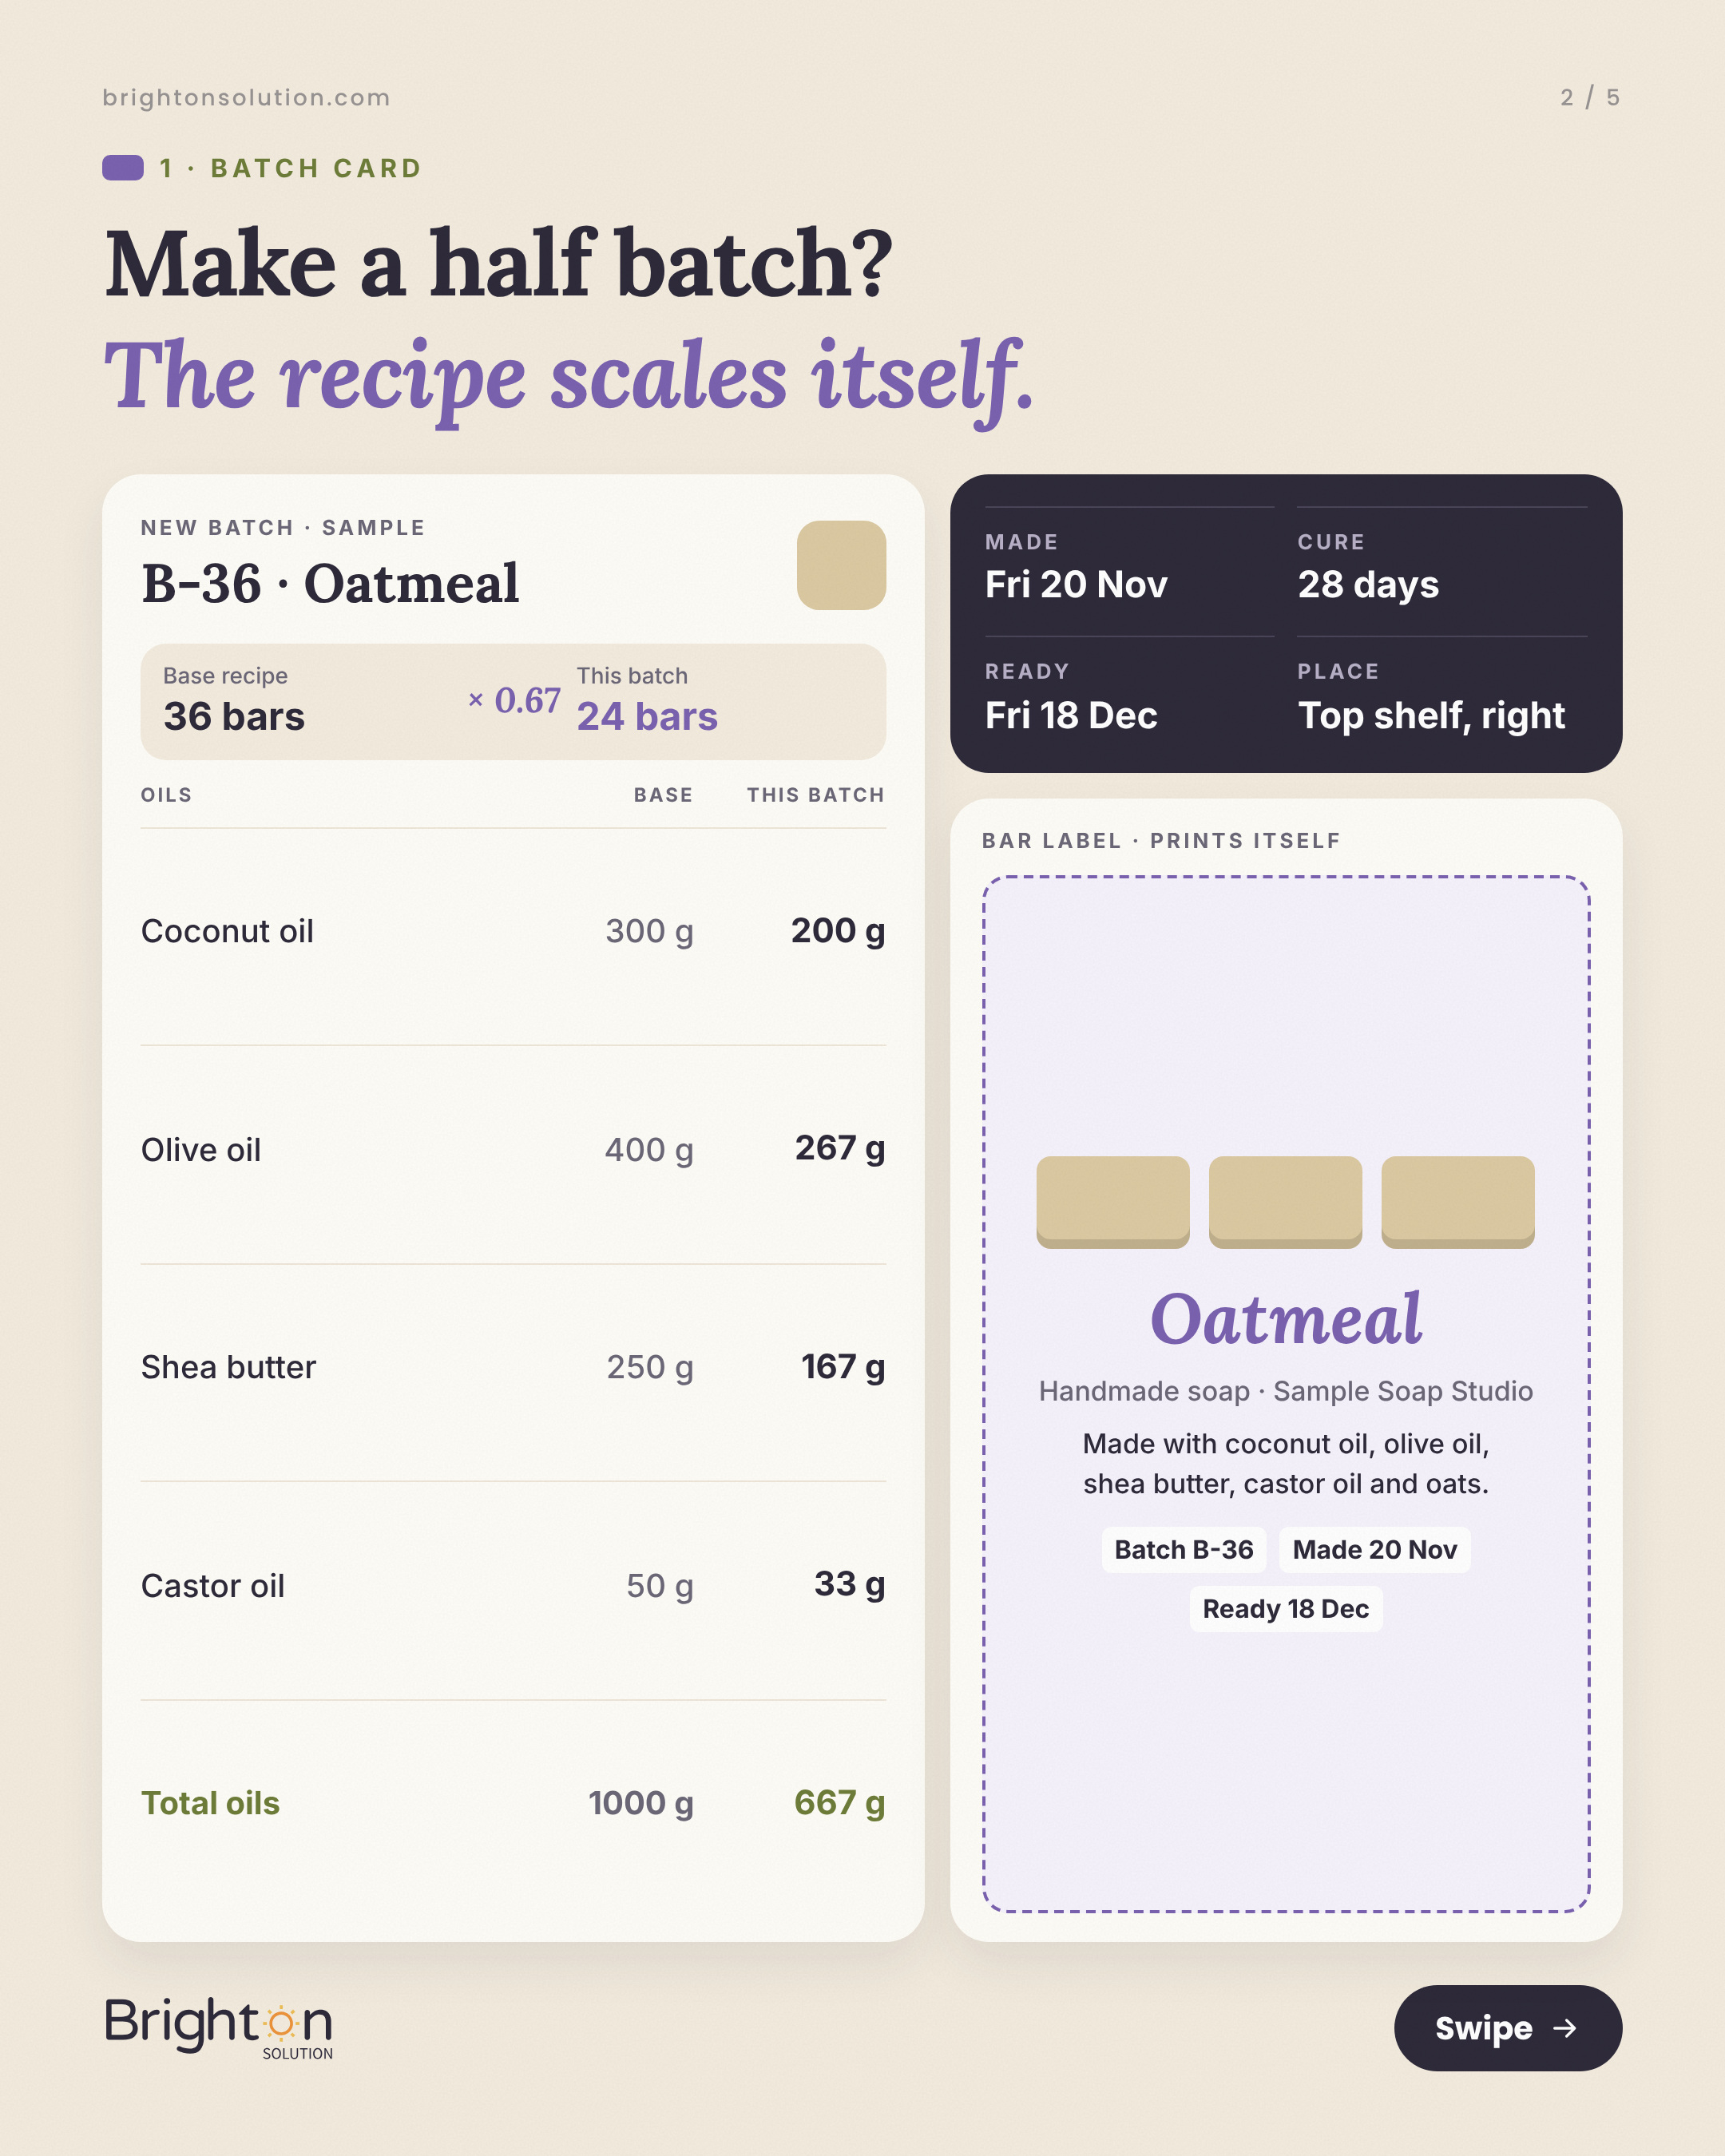 brightonsolution.com
2 / 5
1 · BATCH CARD
Make a half batch?
The recipe scales itself.
NEW BATCH · SAMPLE
B-36 · Oatmeal
Base recipe
36 bars
× 0.67
This batch
24 bars
OILS BASE THIS BATCH
Coconut oil 300 g 200 g
Olive oil 400 g 267 g
Shea butter 250 g 167 g
Castor oil 50 g 33 g
Total oils 1000 g 667 g
MADE
Fri 20 Nov
CURE
28 days
READY
Fri 18 Dec
PLACE
Top shelf, right
BAR LABEL · PRINTS ITSELF
Oatmeal
Handmade soap · Sample Soap Studio
Made with coconut oil, olive oil,
shea butter, castor oil and oats.
Batch B-36 Made 20 Nov
Ready 18 Dec
Brighton
SOLUTION
Swipe →